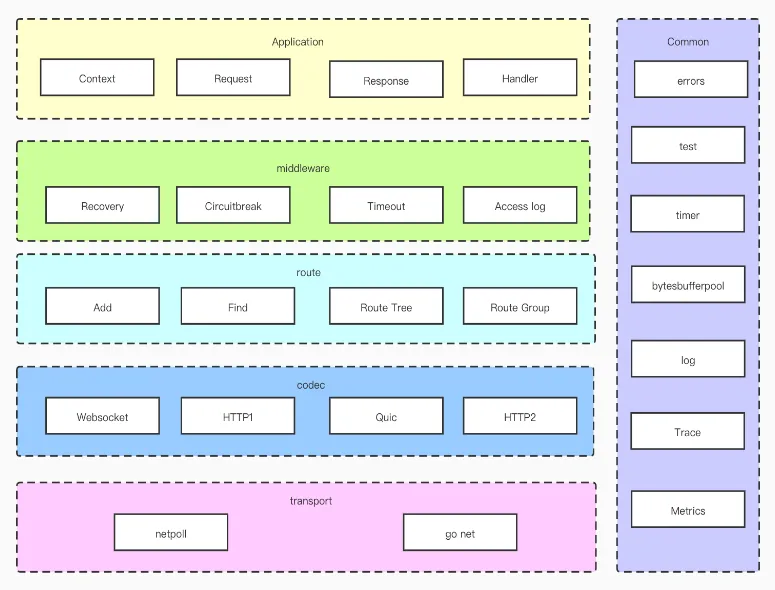 Application
Context
Request
Response
Handler
middleware
Recovery
Circuitbreak
Timeout
Access log
route
Add
Find
Route Tree
Route Group
codec
Websocket
HTTP1
Quic
HTTP2
transport
netpoll
go net
Common
errors
test
timer
bytesbufferpool
log
Trace
Metrics